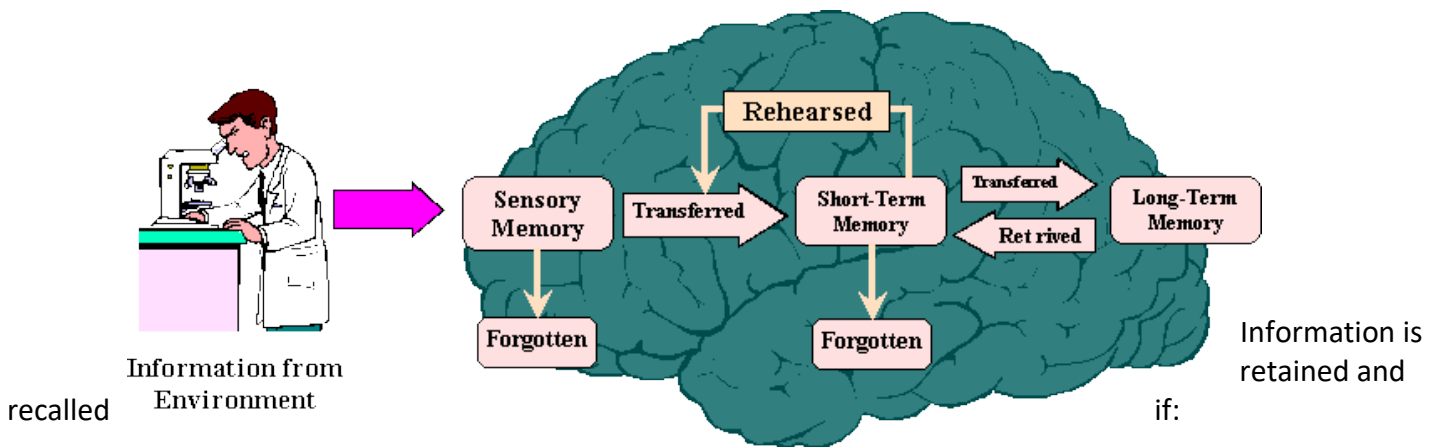 Rehearsed
Sensory
Memory
Transferred
Short-Term
Memory
Transferred
Ret rived
Long-Term
Memory
Forgotten
Forgotten
Information from
Environment
Information is
retained and
recalled if: